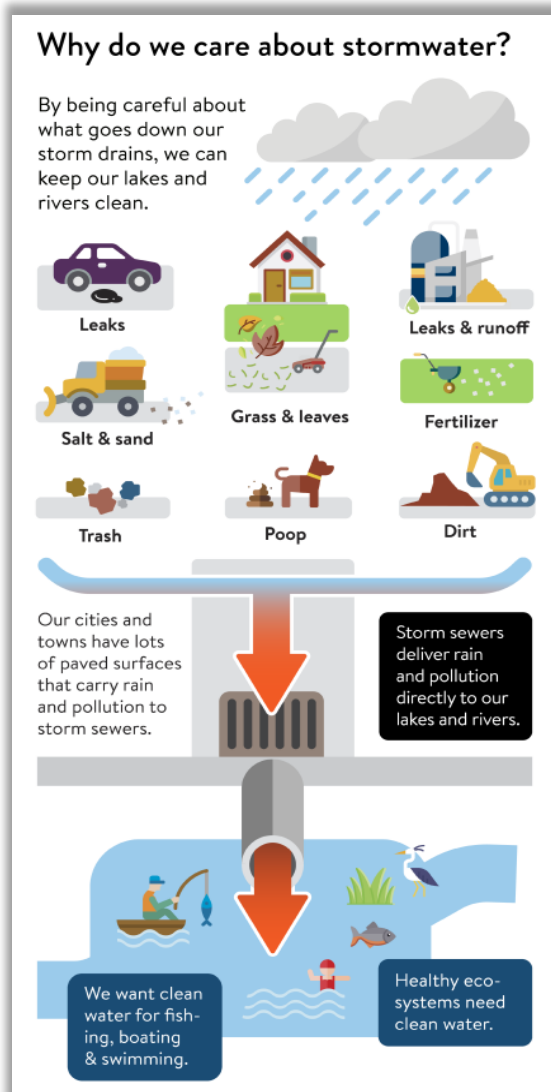 Why do we care about stormwater?
By being careful about
what goes down our
storm drains, we can
keep our lakes and
rivers clean.
Leaks
Grass & leaves
Leaks & runoff
Salt & sand
Fertilizer
Trash
Poop
Dirt
Our cities and
towns have lots
of paved surfaces
that carry rain
and pollution to
storm sewers.
Storm sewers
deliver rain
and pollution
directly to our
lakes and rivers.
We want clean
water for fish-
ing, boating
& swimming.
Healthy eco-
systems need
clean water.